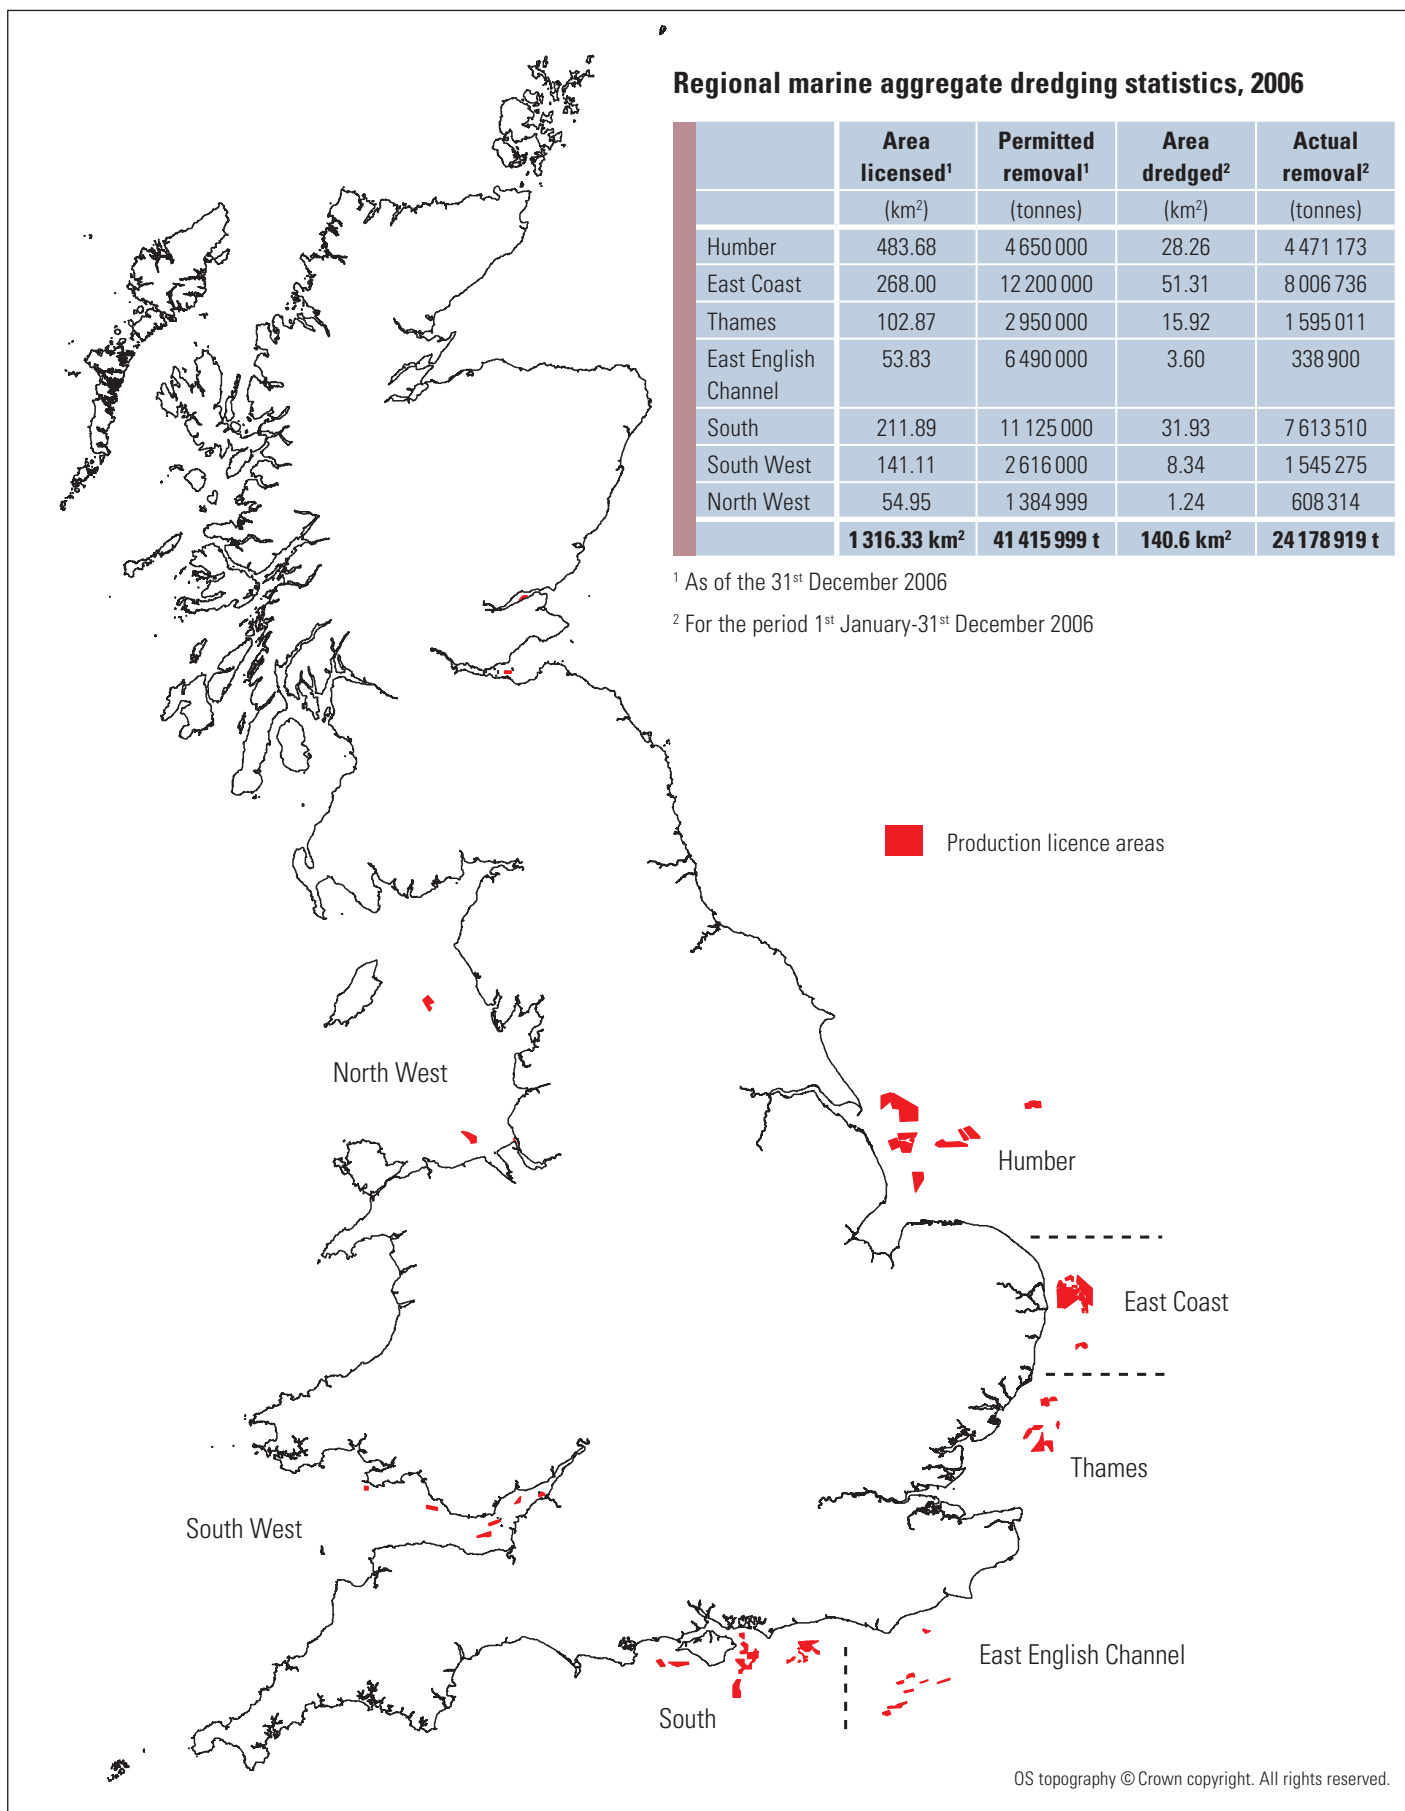 Regional marine aggregate dredging statistics, 2006
Area licensed¹ Permitted removal¹ Area dredged² Actual removal²
(km²) (tonnes) (km²) (tonnes)
Humber 483.68 4 650 000 28.26 4 471 173
East Coast 268.00 12 200 000 51.31 8 006 736
Thames 102.87 2 950 000 15.92 1 595 011
East English Channel 53.83 6 490 000 3.60 338 900
South 211.89 11 125 000 31.93 7 613 510
South West 141.11 2 616 000 8.34 1 545 275
North West 54.95 1 384 999 1.24 608 314
1 316.33 km² 41 415 999 t 140.6 km² 24 178 919 t
¹ As of the 31st December 2006
² For the period 1st January-31st December 2006
Production licence areas
North West
Humber
East Coast
Thames
South West
East English Channel
South
OS topography © Crown copyright. All rights reserved.